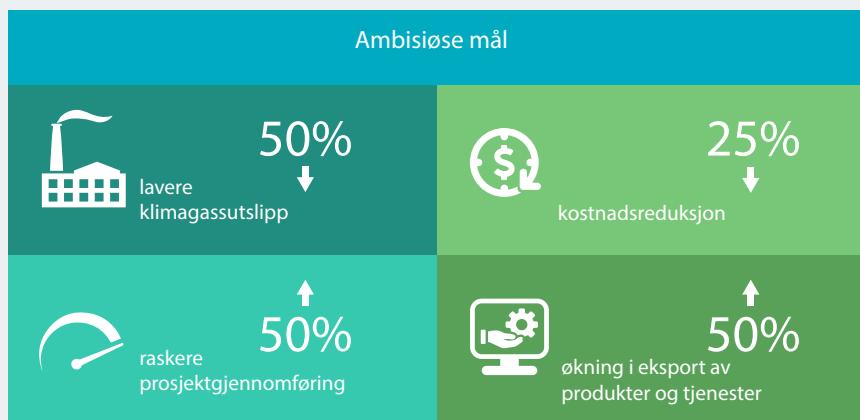 Ambisiøse mål
50%
lavere
klimagassutslipp
25%
kostnadsreduksjon
50%
raskere
prosjektgjennomføring
50%
økning i eksport av
produkter og tjenester